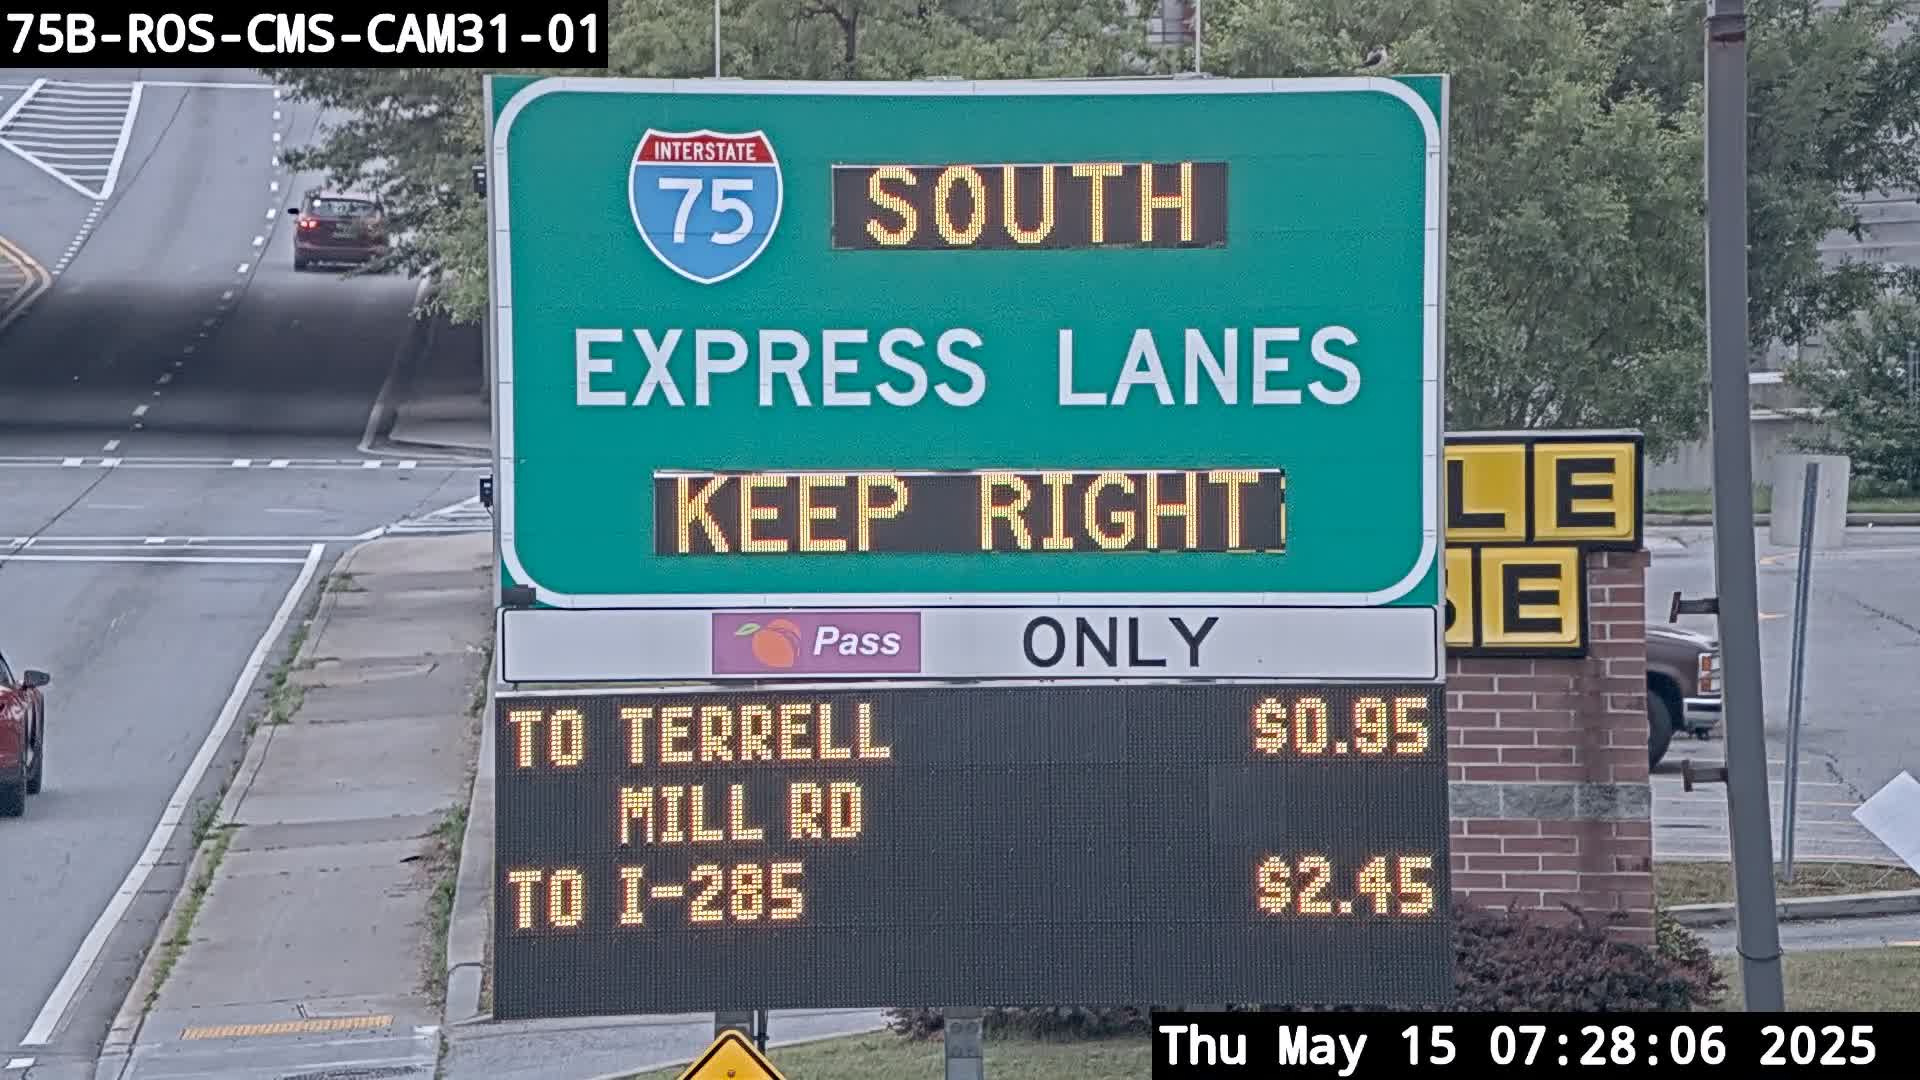 75B-ROS-CMS-CAM31-01
INTERSTATE
75
SOUTH
EXPRESS LANES
KEEP RIGHT
Pass ONLY
TO TERRELL $0.95
MILL RD
TO I-285 $2.45
LE
E
Thu May 15 07:28:06 2025